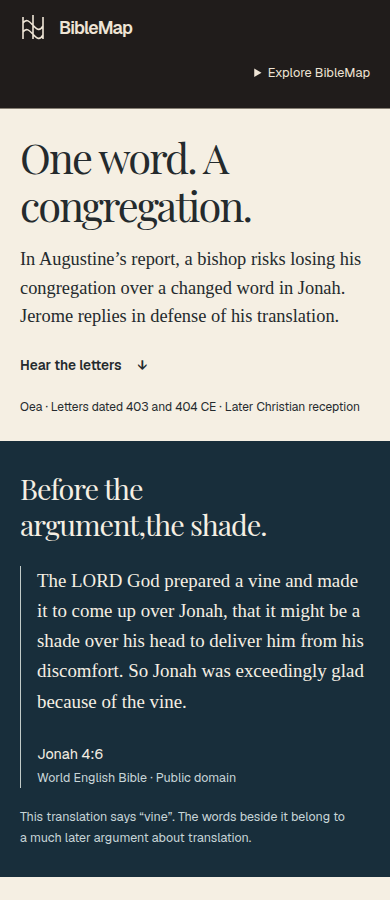 BibleMap
▶ Explore BibleMap
One word. A
congregation.
In Augustine’s report, a bishop risks losing his
congregation over a changed word in Jonah.
Jerome replies in defense of his translation.
Hear the letters ↓
Oea · Letters dated 403 and 404 CE · Later Christian reception
Before the
argument,the shade.
The LORD God prepared a vine and made
it to come up over Jonah, that it might be a
shade over his head to deliver him from his
discomfort. So Jonah was exceedingly glad
because of the vine.
Jonah 4:6
World English Bible · Public domain
This translation says “vine”. The words beside it belong to
a much later argument about translation.